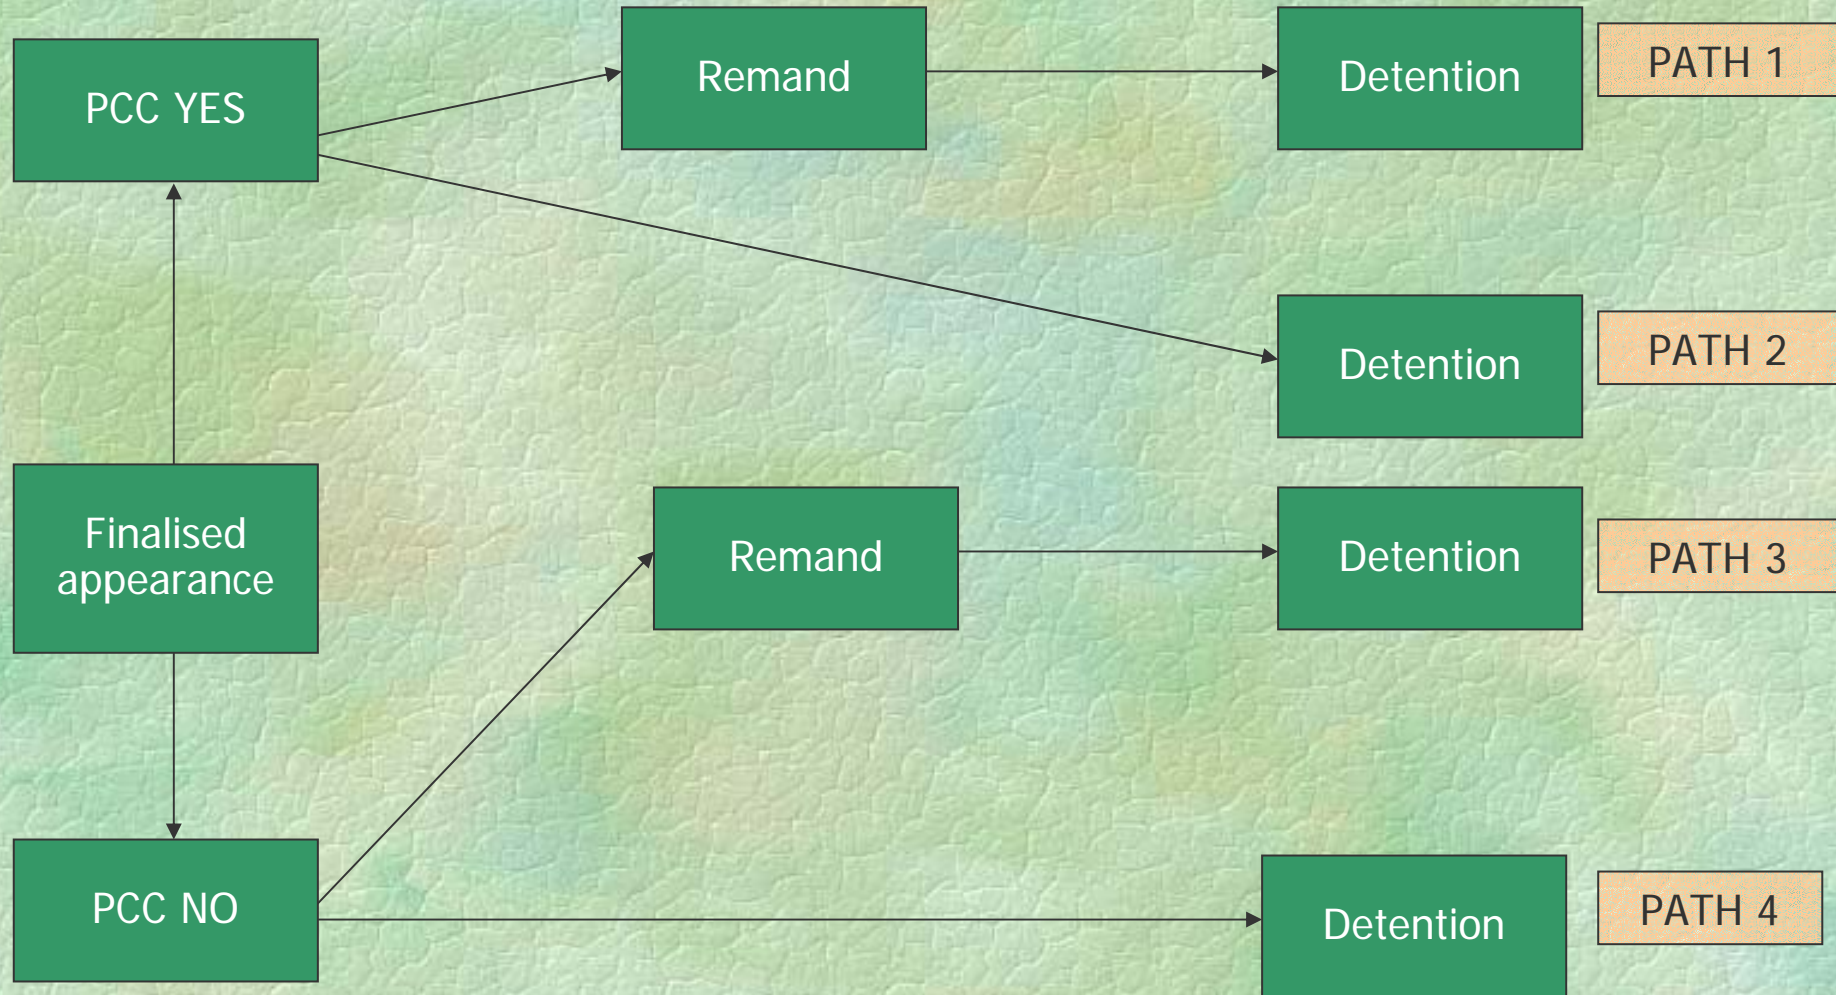 PCC YES
Remand
Detention
PATH 1
Detention
PATH 2
Finalised
appearance
Remand
Detention
PATH 3
PCC NO
Detention
PATH 4